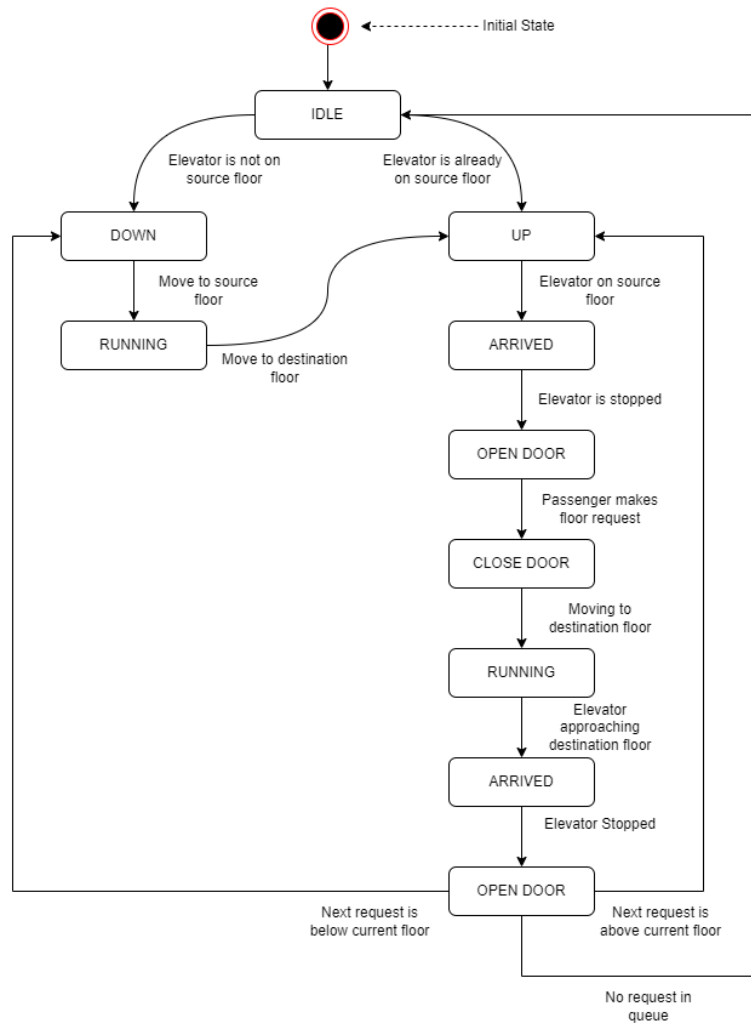 Initial State
IDLE
Elevator is not on
source floor
Elevator is already
on source floor
DOWN
UP
Move to source
floor
Elevator on source
floor
RUNNING
ARRIVED
Move to destination
floor
Elevator is stopped
OPEN DOOR
Passenger makes
floor request
CLOSE DOOR
Moving to
destination floor
RUNNING
Elevator
approaching
destination floor
ARRIVED
Elevator Stopped
OPEN DOOR
Next request is
below current floor
Next request is
above current floor
No request in
queue